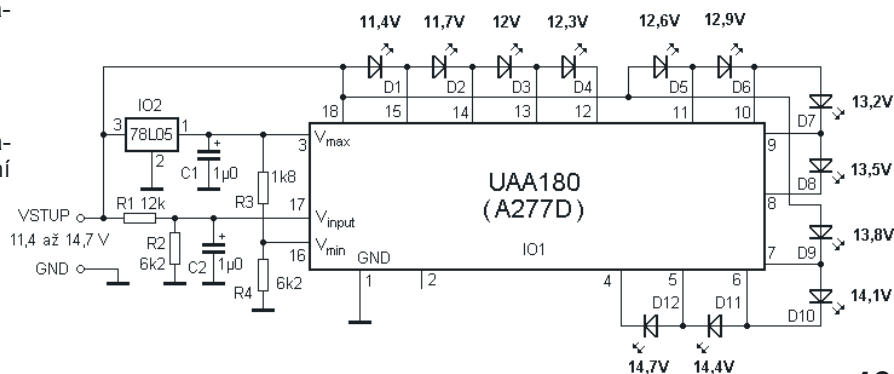 a-
11,4V 11,7V 12V 12,3V 12,6V 12,9V
D1 D2 D3 D4 D5 D6
18 15 14 13 12 11 10
13,2V
D7
IO2
3 78L05 1
2
C1 1µ0
1k8
R3
a-
ní
3 Vmax
9
13,5V
D8
8
UAA180
(A277D)
VSTUP R1 12k
17 Vinput
11,4 až 14,7 V
R2
6k2
C2 1µ0
16 Vmin
13,8V
D9
7
GND
GND
IO1
R4 6k2
1 2 4 5 6
14,1V
D10
D12 D11
14,7V 14,4V